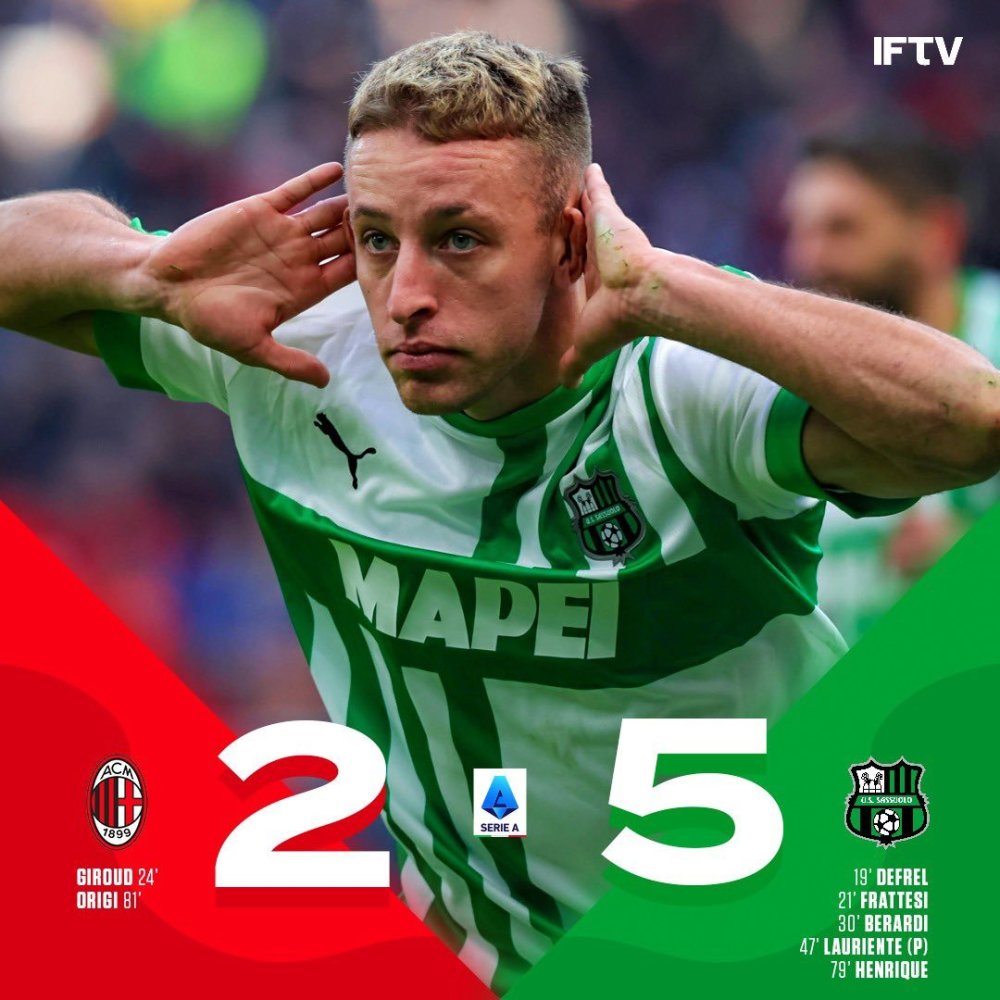 IFTV
MAPEI
U.S. SASSUOLO
2
5
ACM
1899
SERIE A
U.S. SASSUOLO
GIROUD 24'
ORIGI 81'
19' DEFREL
21' FRATTESI
30' BERARDI
47' LAURIENTE (P)
79' HENRIQUE